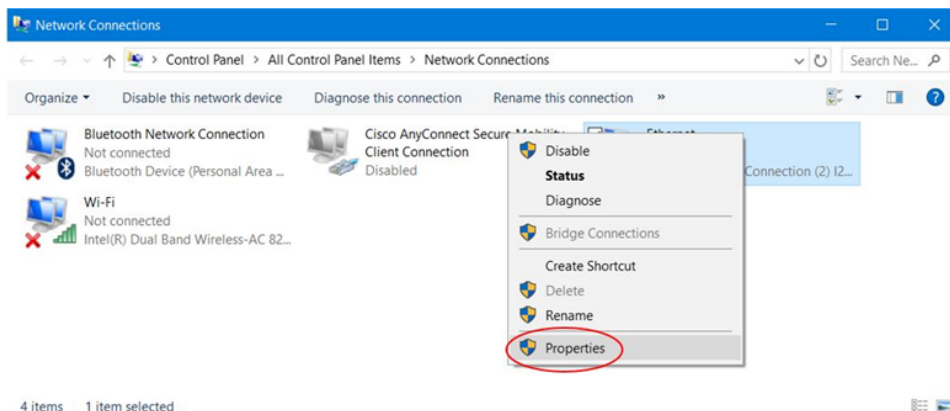 Network Connections
Control Panel > All Control Panel Items > Network Connections
Search Ne...
Organize Disable this network device Diagnose this connection Rename this connection »
Bluetooth Network Connection
Not connected
Bluetooth Device (Personal Area ...
Cisco AnyConnect Secure Mobility
Client Connection
Disabled
Ethernet
Connection (2) I2...
Wi-Fi
Not connected
Intel(R) Dual Band Wireless-AC 82...
Disable
Status
Diagnose
Bridge Connections
Create Shortcut
Delete
Rename
Properties
4 items 1 item selected